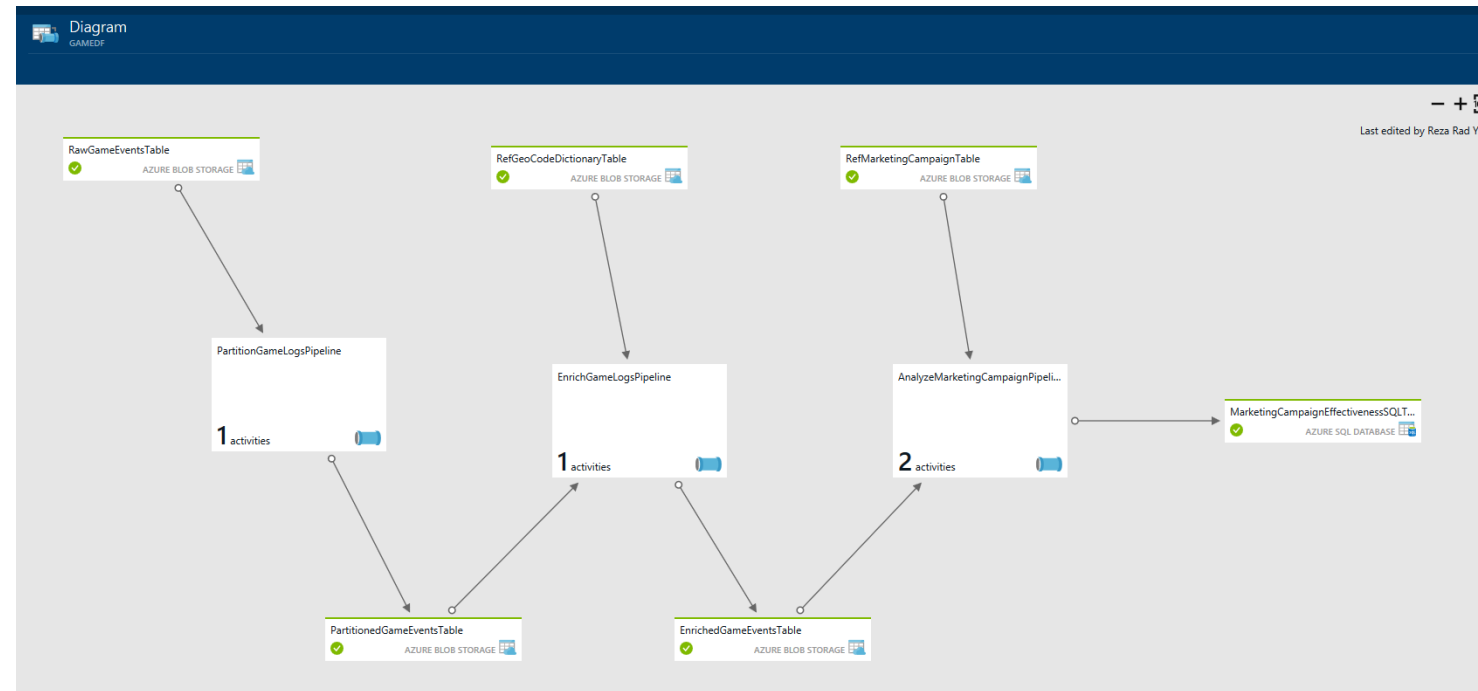 Diagram
GAMEDF
Last edited by Reza Rad Y
RawGameEventsTable
AZURE BLOB STORAGE
RefGeoCodeDictionaryTable
AZURE BLOB STORAGE
RefMarketingCampaignTable
AZURE BLOB STORAGE
PartitionGameLogsPipeline
1 activities
EnrichGameLogsPipeline
1 activities
AnalyzeMarketingCampaignPipeli...
2 activities
MarketingCampaignEffectivenessSQLT...
AZURE SQL DATABASE
PartitionedGameEventsTable
AZURE BLOB STORAGE
EnrichedGameEventsTable
AZURE BLOB STORAGE